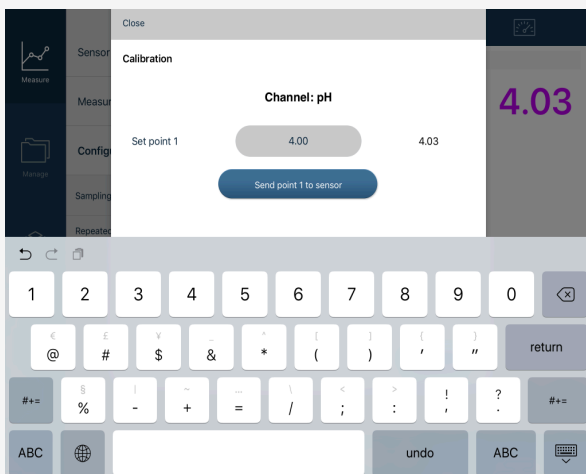 Close
Calibration
Channel: pH
Set point 1 4.00 4.03
Send point 1 to sensor
Measure
Manage
Sensor
Measur
Config
Sampling
Repeated
4.03
1 2 3 4 5 6 7 8 9 0
€ £ ¥ _ ^ [ ] { }
@ # $ & * ( ) ' " return
§ | ~ … \ < >
#+= % - + = / ; : ! , ? . #+=
ABC undo ABC